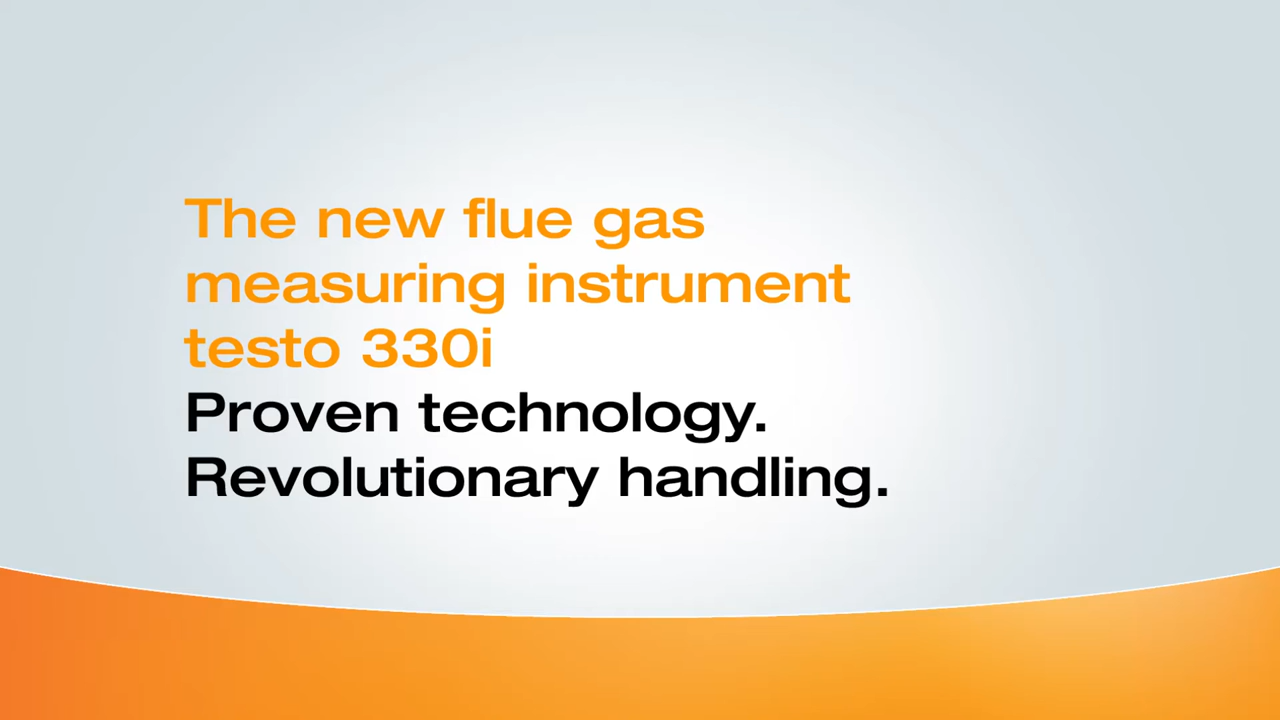 The new flue gas
measuring instrument
testo 330i
Proven technology.
Revolutionary handling.